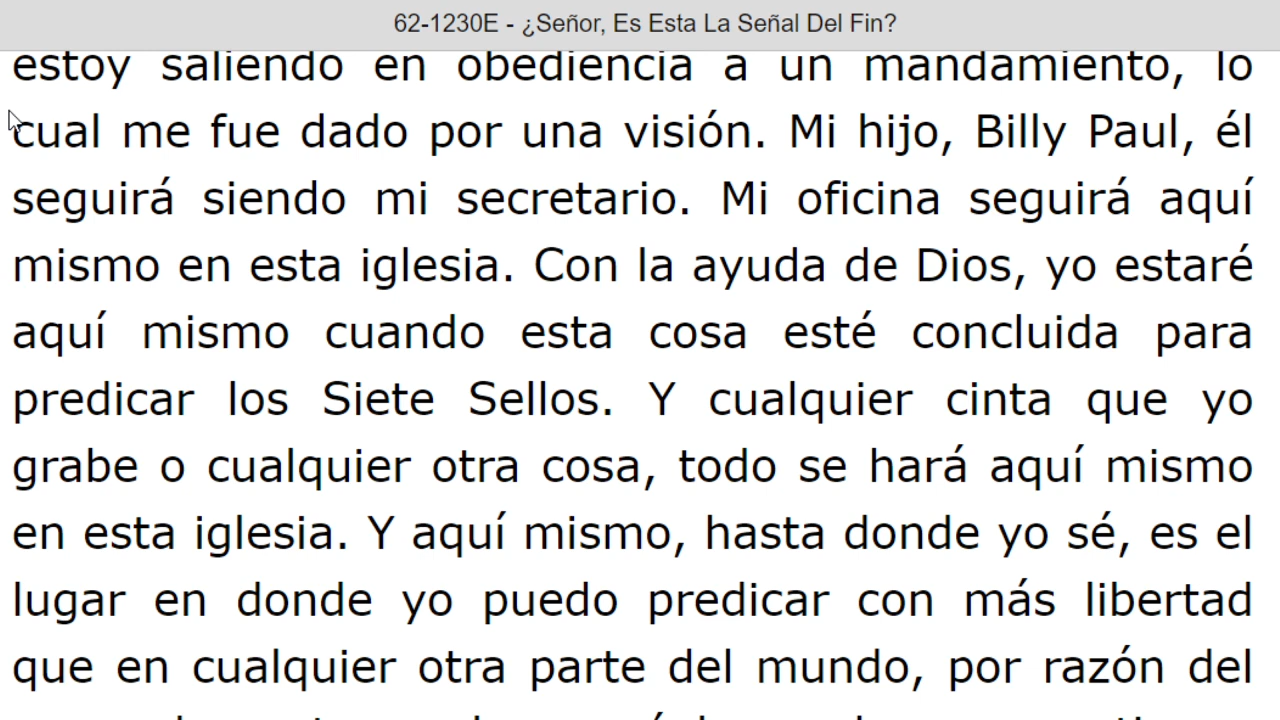 62-1230E - ¿Señor, Es Esta La Señal Del Fin?
estoy saliendo en obediencia a un mandamiento, lo
cual me fue dado por una visión. Mi hijo, Billy Paul, él
seguirá siendo mi secretario. Mi oficina seguirá aquí
mismo en esta iglesia. Con la ayuda de Dios, yo estaré
aquí mismo cuando esta cosa esté concluida para
predicar los Siete Sellos. Y cualquier cinta que yo
grabe o cualquier otra cosa, todo se hará aquí mismo
en esta iglesia. Y aquí mismo, hasta donde yo sé, es el
lugar en donde yo puedo predicar con más libertad
que en cualquier otra parte del mundo, por razón del